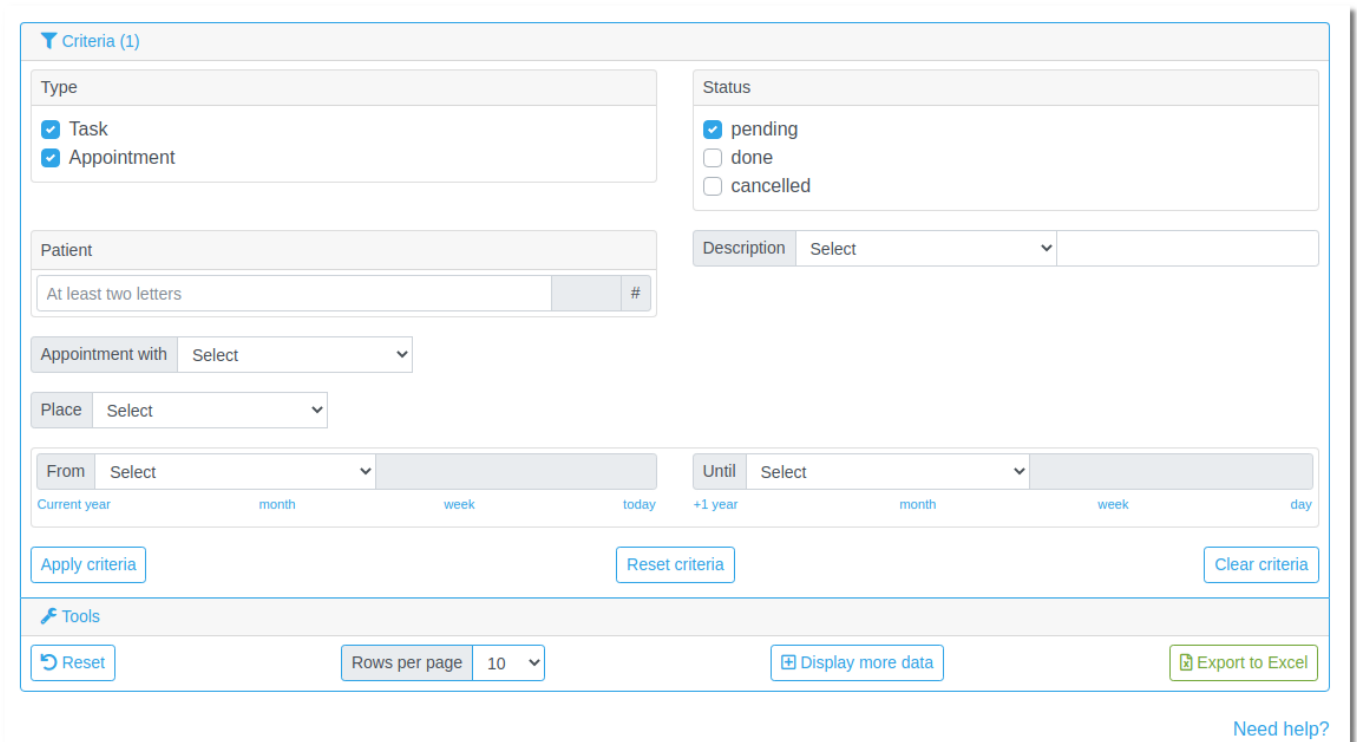 Criteria (1)
Type
Task
Appointment
Status
pending
done
cancelled
Patient
At least two letters #
Description Select
Appointment with Select
Place Select
From Select
Current year month week today
Until Select
+1 year month week day
Apply criteria Reset criteria Clear criteria
Tools
Reset Rows per page 10 Display more data Export to Excel
Need help?